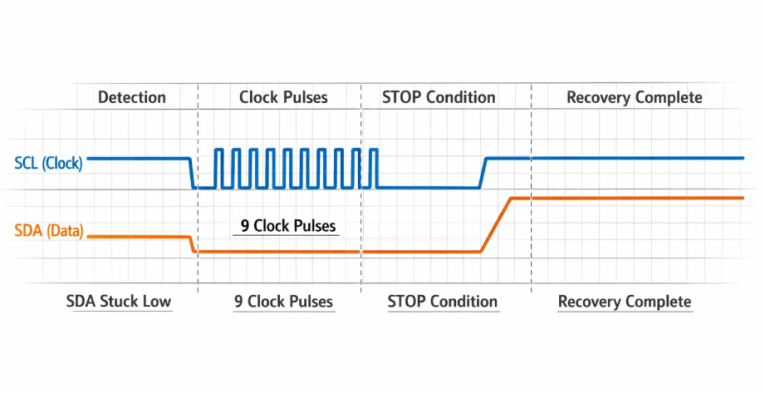 Detection Clock Pulses STOP Condition Recovery Complete
SCL (Clock)
9 Clock Pulses
SDA (Data)
SDA Stuck Low 9 Clock Pulses STOP Condition Recovery Complete